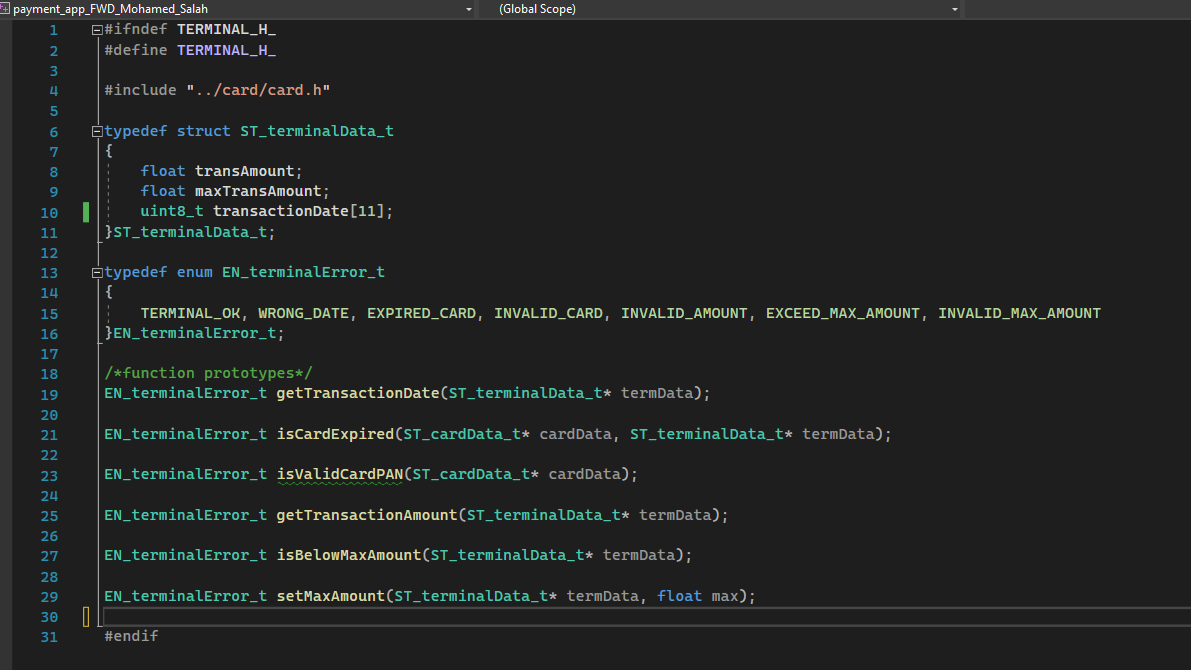 payment_app_FWD_Mohamed_Salah (Global Scope)
1 #ifndef TERMINAL_H_
2 #define TERMINAL_H_
3
4 #include "../card/card.h"
5
6 typedef struct ST_terminalData_t
7 {
8 float transAmount;
9 float maxTransAmount;
10 uint8_t transactionDate[11];
11 }ST_terminalData_t;
12
13 typedef enum EN_terminalError_t
14 {
15 TERMINAL_OK, WRONG_DATE, EXPIRED_CARD, INVALID_CARD, INVALID_AMOUNT, EXCEED_MAX_AMOUNT, INVALID_MAX_AMOUNT
16 }EN_terminalError_t;
17
18 /*function prototypes*/
19 EN_terminalError_t getTransactionDate(ST_terminalData_t* termData);
20
21 EN_terminalError_t isCardExpired(ST_cardData_t* cardData, ST_terminalData_t* termData);
22
23 EN_terminalError_t isValidCardPAN(ST_cardData_t* cardData);
24
25 EN_terminalError_t getTransactionAmount(ST_terminalData_t* termData);
26
27 EN_terminalError_t isBelowMaxAmount(ST_terminalData_t* termData);
28
29 EN_terminalError_t setMaxAmount(ST_terminalData_t* termData, float max);
30
31 #endif